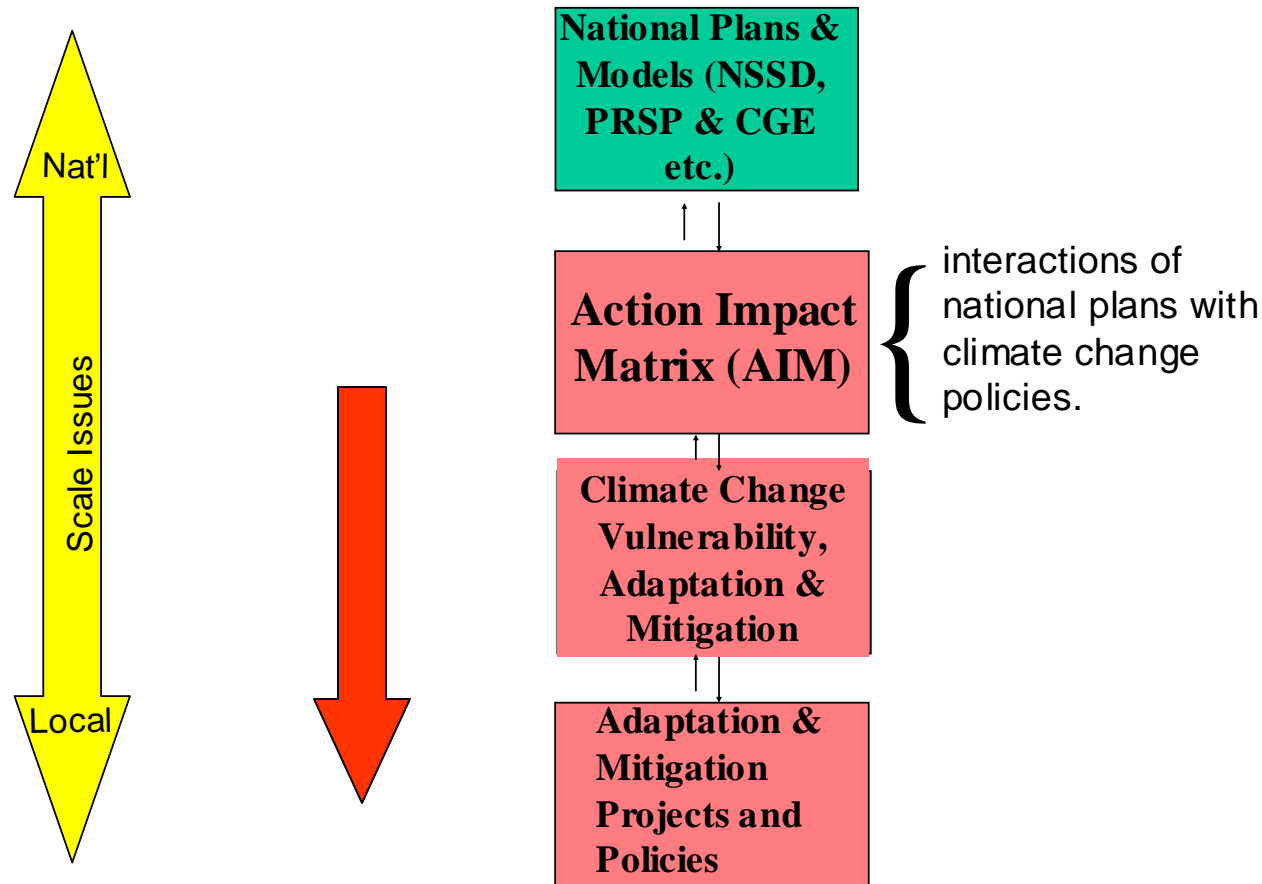 Nat'l
Scale Issues
Local
National Plans &
Models (NSSD,
PRSP & CGE
etc.)
Action Impact
Matrix (AIM)
{
interactions of
national plans with
climate change
policies.
Climate Change
Vulnerability,
Adaptation &
Mitigation
Adaptation &
Mitigation
Projects and
Policies